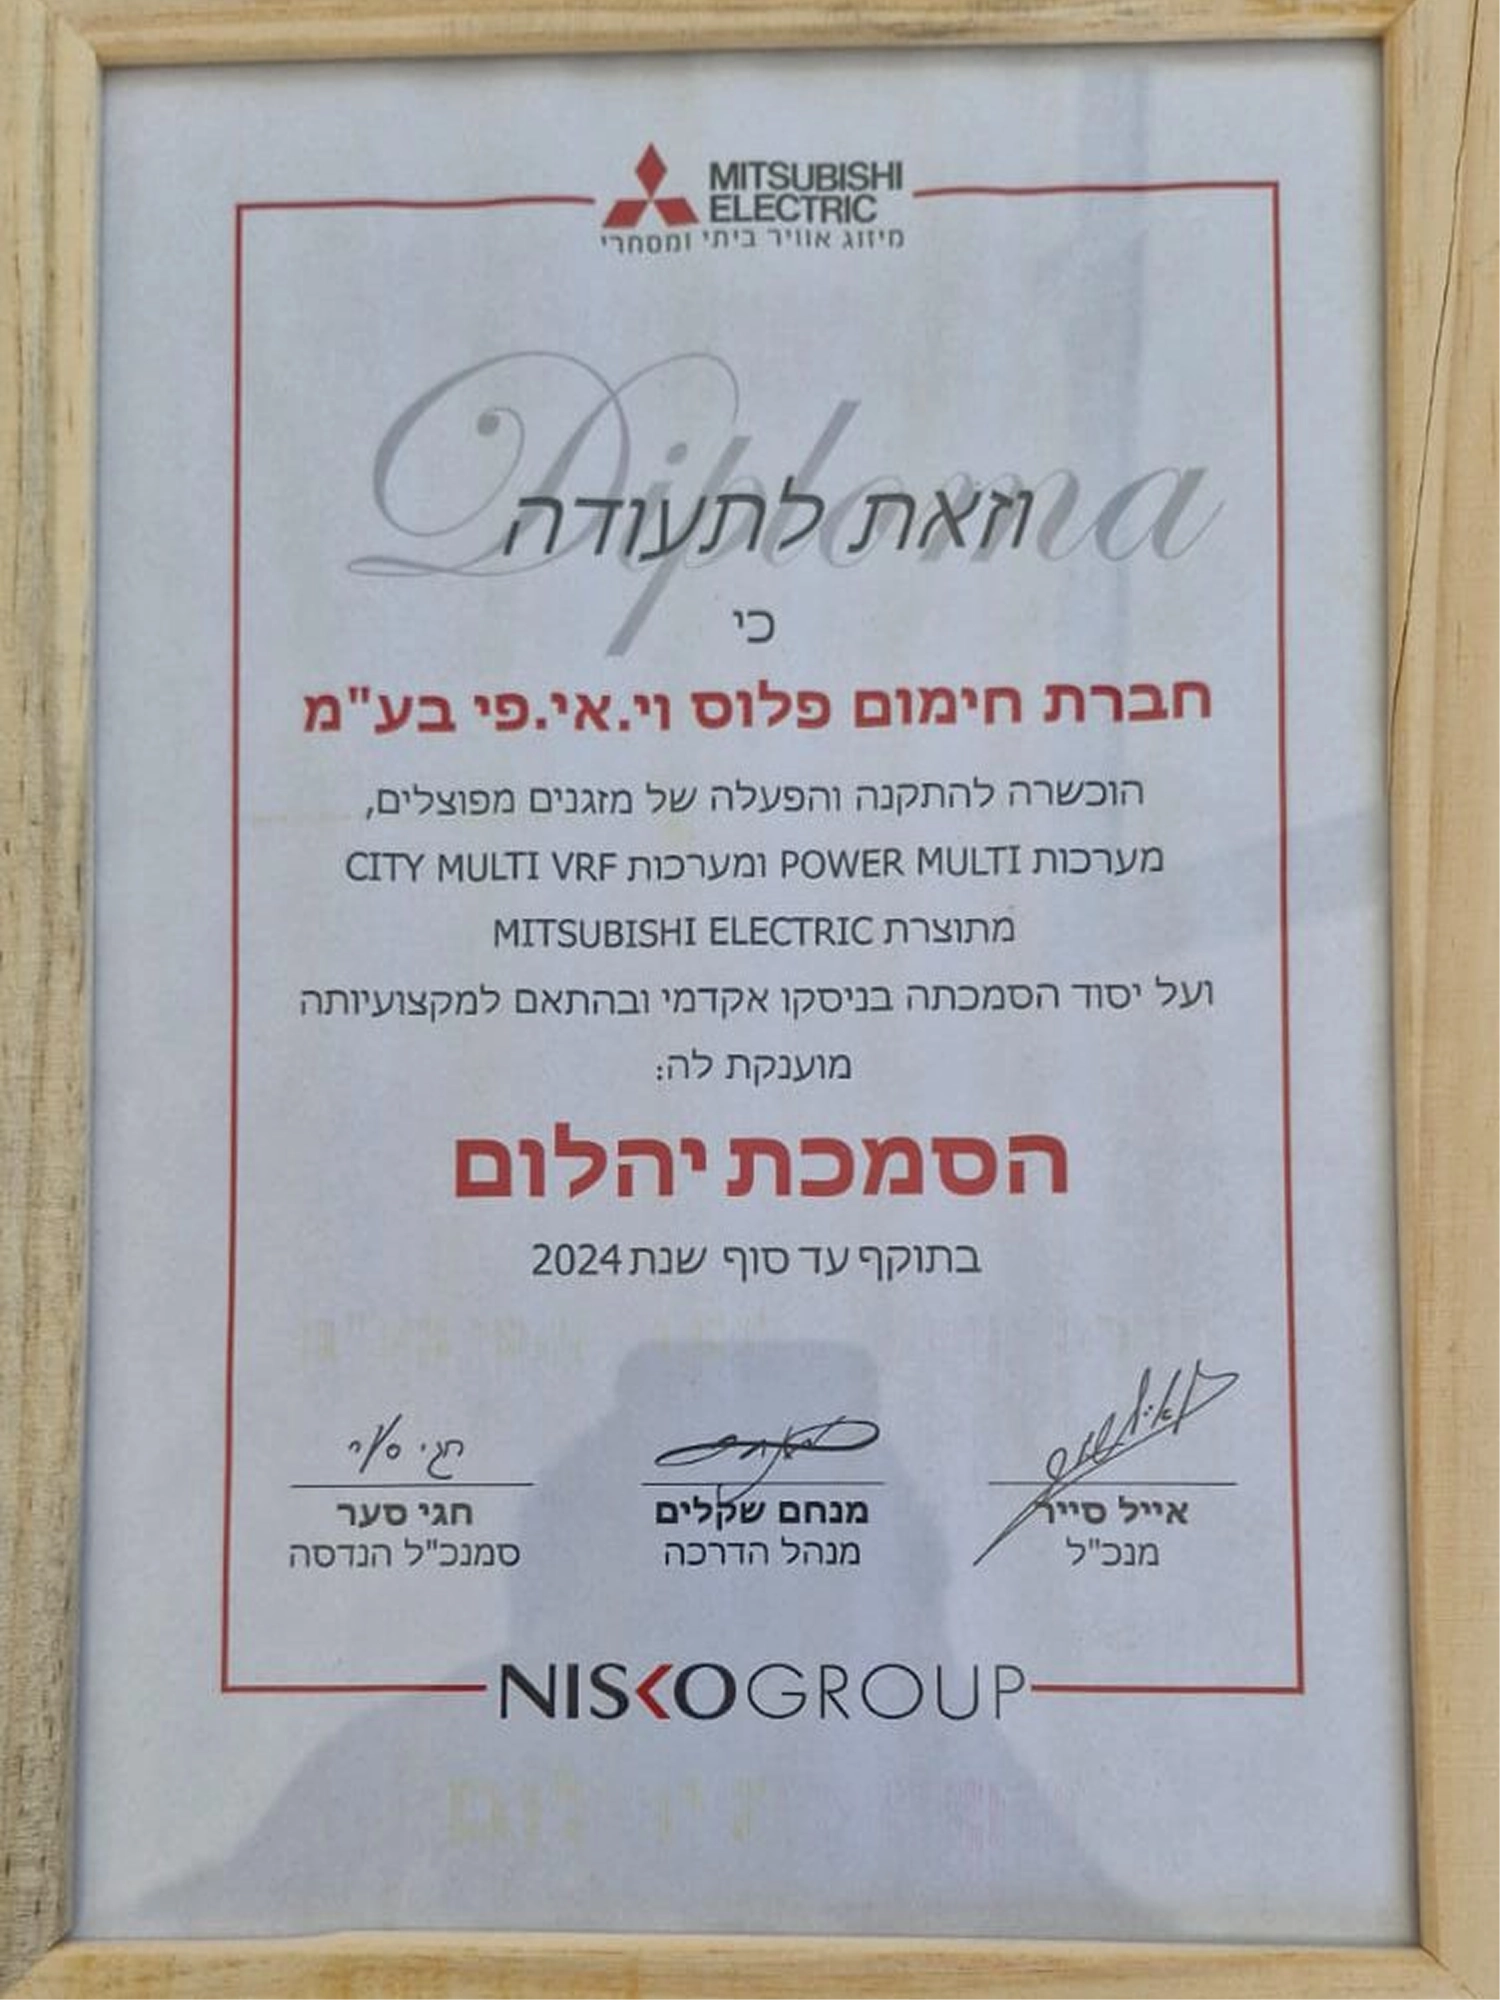 MITSUBISHI
ELECTRIC
מיזוג אוויר ביתי ומסחרי
Diploma
וזאת לתעודה
כי
חברת חימום פלוס וי.אי.פי בע"מ
הוכשרה להתקנה והפעלה של מזגנים מפוצלים,
מערכות POWER MULTI ומערכות CITY MULTI VRF
מתוצרת MITSUBISHI ELECTRIC
ועל יסוד הסמכתה בניסקו אקדמי ובהתאם למקצועיותה
מוענקת לה:
הסמכת יהלום
בתוקף עד סוף שנת 2024
חגי סער
אייל סייר מנחם שקלים חגי סער
מנכ"ל מנהל הדרכה סמנכ"ל הנדסה
NISKOGROUP